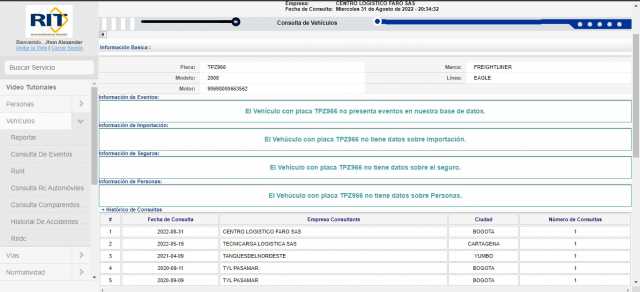 Empresa: CENTRO LOGISTICO FARO SAS
Fecha de Consulta: Miercoles 31 de Agosto de 2022 - 20:34:32
Consulta de Vehiculos
RIT
Bienvenido.. Jhon Alexander
Visitar la Web | Cerrar Sesión
Buscar Servicio
Video Tutoriales
Personas
Vehículos
Reportar
Consulta De Eventos
Runt
Consulta Rc Automóviles
Consulta Comparendos ...
Historial De Accidentes ...
Rndc
Vías
Normatividad
Información Basica :
Placa: TPZ966 Marca: FREIGHTLINER
Modelo: 2008 Linea: EAGLE
Motor:
Información de Eventos:
El Vehículo con placa TPZ966 no presenta eventos en nuestra base de datos.
Información de Importación:
El Vehúculo con placa TPZ966 no tiene datos sobre Importación.
Información de Seguros:
El Vehúculo con placa TPZ966 no tiene datos sobre el seguro.
Información de Personas:
El Vehúculo con placa TPZ966 no tiene datos sobre Personas.
Histórico de Consultas
# Fecha de Consulta Empresa Consultante Ciudad Número de Consultas
1 2022-08-31 CENTRO LOGISTICO FARO SAS BOGOTA 1
2 2022-05-16 TECNICARGA LOGISTICA SAS CARTAGENA 1
3 2021-04-09 TANQUESDELNORDESTE YUMBO 1
4 2020-09-11 TYL PASAMAR. BOGOTA 1
5 2020-09-09 TYL PASAMAR. BOGOTA 1